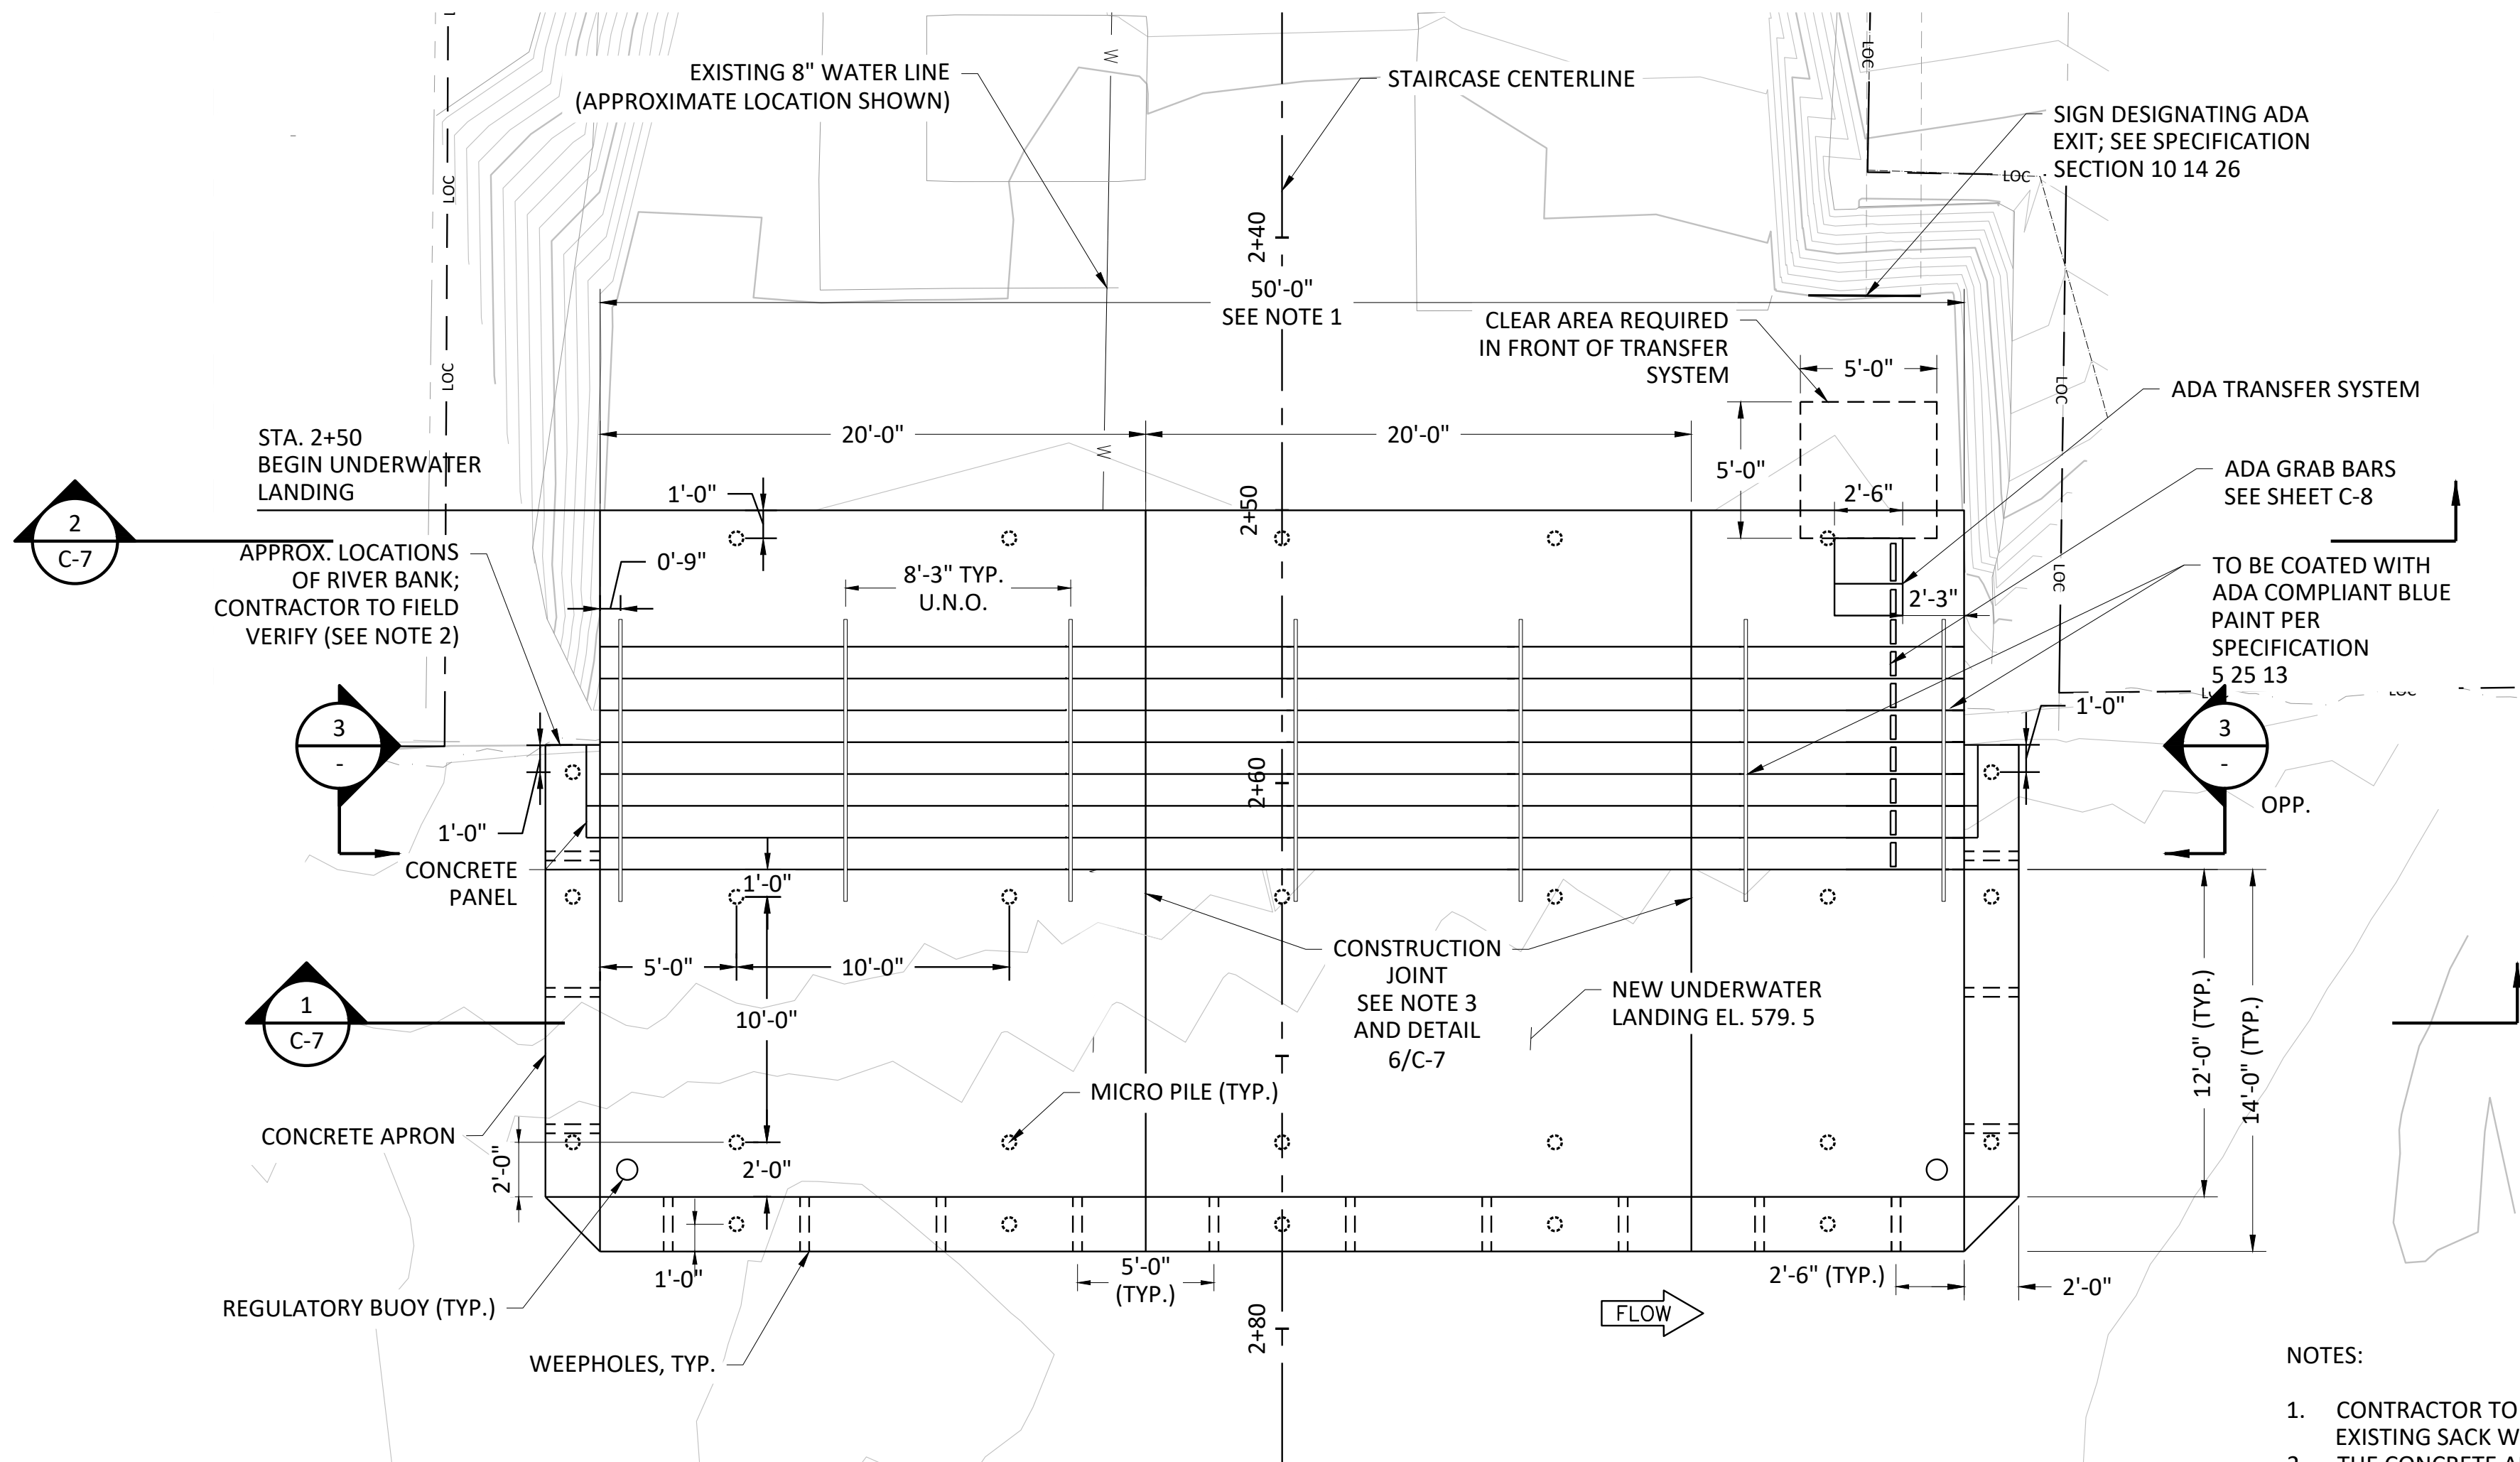 EXISTING 8" WATER LINE
(APPROXIMATE LOCATION SHOWN)
W
STAIRCASE CENTERLINE
LOC
SIGN DESIGNATING ADA
EXIT; SEE SPECIFICATION
SECTION 10 14 26
LOC
LOC
2+40
50'-0"
SEE NOTE 1
CLEAR AREA REQUIRED
IN FRONT OF TRANSFER
SYSTEM
5'-0"
LOC
LOC
ADA TRANSFER SYSTEM
STA. 2+50
BEGIN UNDERWATER
LANDING
20'-0"
20'-0"
W
5'-0"
2'-6"
1'-0"
2+50
ADA GRAB BARS
SEE SHEET C-8
2
C-7
APPROX. LOCATIONS
OF RIVER BANK;
CONTRACTOR TO FIELD
VERIFY (SEE NOTE 2)
0'-9"
8'-3" TYP.
U.N.O.
2'-3"
LOC
TO BE COATED WITH
ADA COMPLIANT BLUE
PAINT PER
SPECIFICATION
5 25 13
LOC
LOC
3
-
1'-0"
3
-
OPP.
2+60
1'-0"
CONCRETE
PANEL
1'-0"
5'-0"
10'-0"
10'-0"
CONSTRUCTION
JOINT
SEE NOTE 3
AND DETAIL
6/C-7
NEW UNDERWATER
LANDING EL. 579. 5
1
C-7
12'-0" (TYP.)
14'-0" (TYP.)
MICRO PILE (TYP.)
CONCRETE APRON
2'-0"
2'-0"
1'-0"
5'-0"
(TYP.)
2'-6" (TYP.)
2'-0"
REGULATORY BUOY (TYP.)
FLOW
2+80
WEEPHOLES, TYP.
NOTES:
1. CONTRACTOR TO
EXISTING SACK W